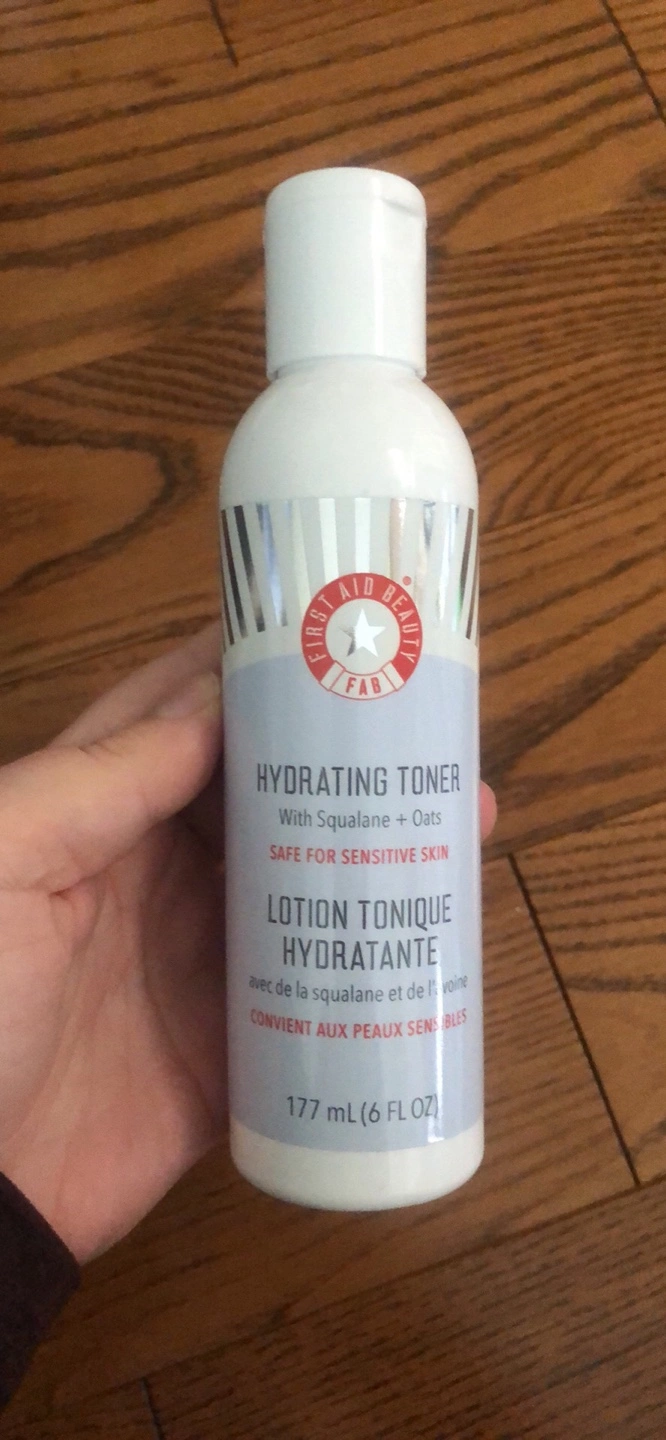 FIRST AID BEAUTY®
FAB
HYDRATING TONER
With Squalane + Oats
SAFE FOR SENSITIVE SKIN
LOTION TONIQUE
HYDRATANTE
avec de la squalane et de l'avoine
CONVIENT AUX PEAUX SENSIBLES
177 mL (6 FL OZ)